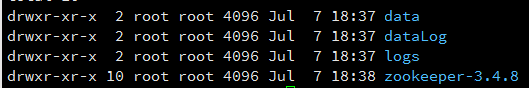 drwxr-xr-x  2 root root 4096 Jul  7 18:37 data
drwxr-xr-x  2 root root 4096 Jul  7 18:37 dataLog
drwxr-xr-x  2 root root 4096 Jul  7 18:37 logs
drwxr-xr-x 10 root root 4096 Jul  7 18:38 zookeeper-3.4.8